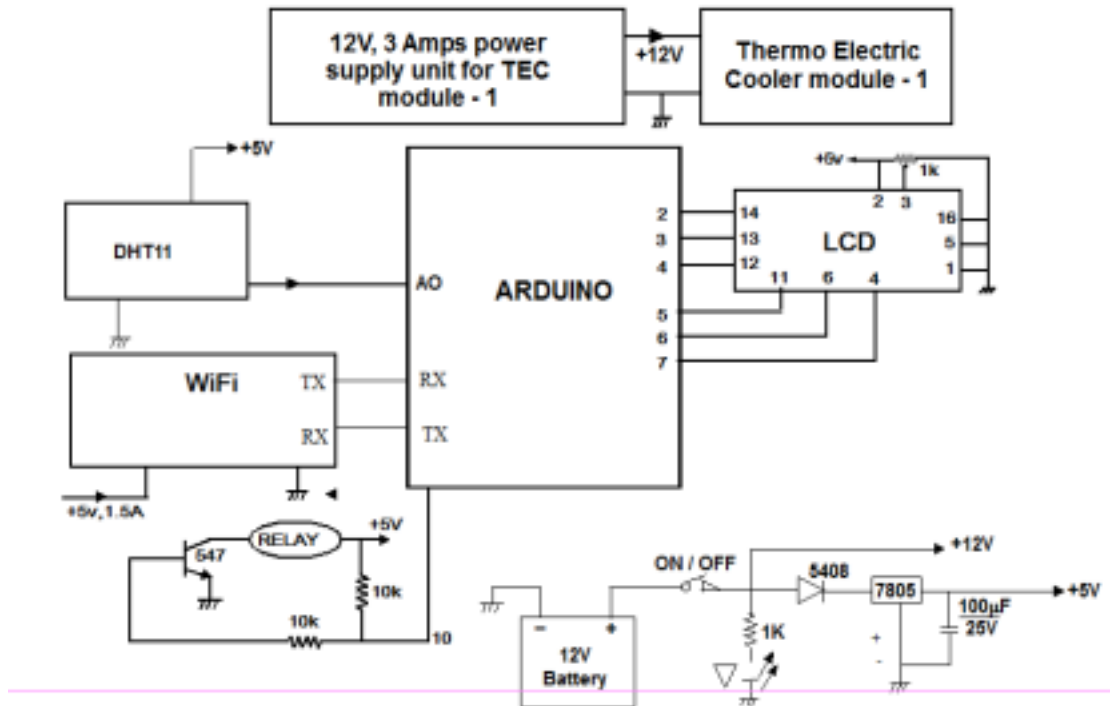 12V, 3 Amps power
supply unit for TEC
module - 1
+12V
Thermo Electric
Cooler module - 1
+5V
DHT11
AO
ARDUINO
2
3
4
5
6
7
+5v
1k
2 3
14
13
12
LCD
16
5
1
11 6 4
WiFi
TX
RX
RX
TX
+5v,1.5A
547
RELAY
+5V
10k
10k
10
ON / OFF
- +
12V
Battery
5408
7805
+12V
+5V
1K
100µF
25V
+
-